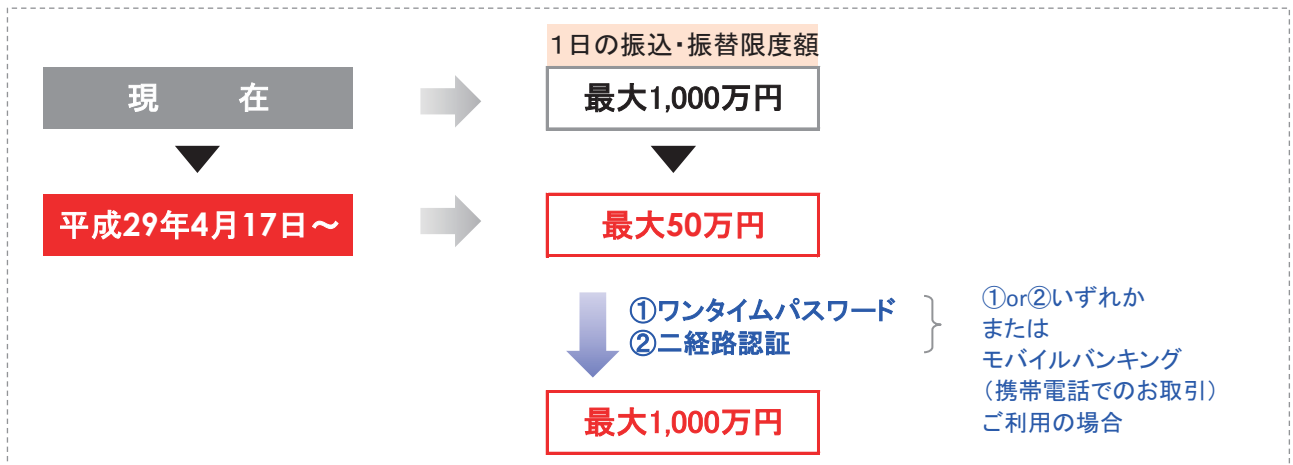 1日の振込・振替限度額
現　在
最大1,000万円
平成29年4月17日～
最大50万円
①ワンタイムパスワード
②二経路認証
①or②いずれか
または
モバイルバンキング
（携帯電話でのお取引）
ご利用の場合
最大1,000万円